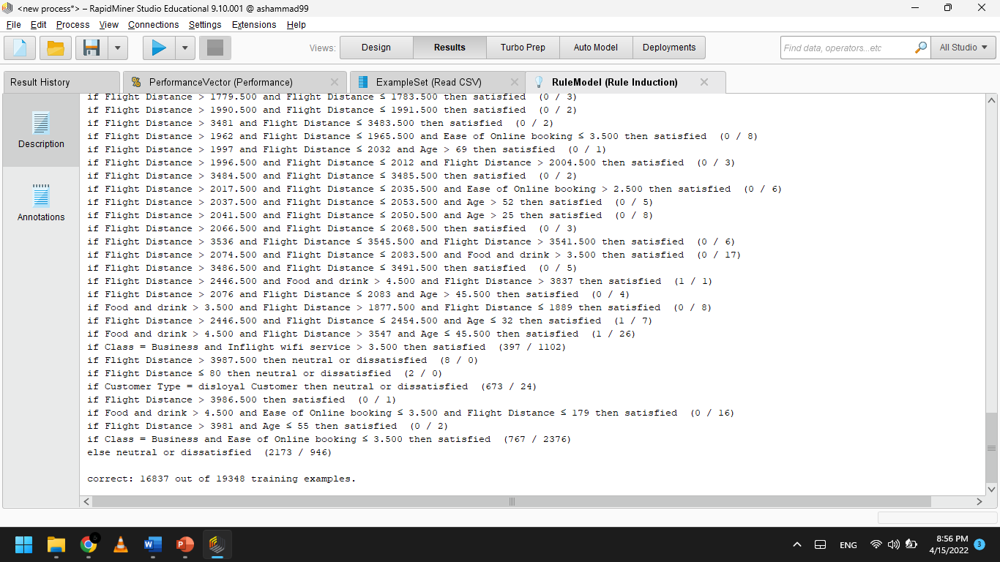 <new process*> – RapidMiner Studio Educational 9.10.001 @ ashammad99
File Edit Process View Connections Settings Extensions Help
Views: Design Results Turbo Prep Auto Model Deployments Find data, operators...etc All Studio
Result History PerformanceVector (Performance) ExampleSet (Read CSV) RuleModel (Rule Induction)
Description
Annotations
if Flight Distance > 1779.500 and Flight Distance ≤ 1783.500 then satisfied (0 / 3)
if Flight Distance > 1990.500 and Flight Distance ≤ 1991.500 then satisfied (0 / 2)
if Flight Distance > 3481 and Flight Distance ≤ 3483.500 then satisfied (0 / 2)
if Flight Distance > 1962 and Flight Distance ≤ 1965.500 and Ease of Online booking ≤ 3.500 then satisfied (0 / 8)
if Flight Distance > 1997 and Flight Distance ≤ 2032 and Age > 69 then satisfied (0 / 1)
if Flight Distance > 1996.500 and Flight Distance ≤ 2012 and Flight Distance > 2004.500 then satisfied (0 / 3)
if Flight Distance > 3484.500 and Flight Distance ≤ 3485.500 then satisfied (0 / 2)
if Flight Distance > 2017.500 and Flight Distance ≤ 2035.500 and Ease of Online booking > 2.500 then satisfied (0 / 6)
if Flight Distance > 2037.500 and Flight Distance ≤ 2053.500 and Age > 52 then satisfied (0 / 5)
if Flight Distance > 2041.500 and Flight Distance ≤ 2050.500 and Age > 25 then satisfied (0 / 8)
if Flight Distance > 2066.500 and Flight Distance ≤ 2068.500 then satisfied (0 / 3)
if Flight Distance > 3536 and Flight Distance ≤ 3545.500 and Flight Distance > 3541.500 then satisfied (0 / 6)
if Flight Distance > 2074.500 and Flight Distance ≤ 2083.500 and Food and drink > 3.500 then satisfied (0 / 17)
if Flight Distance > 3486.500 and Flight Distance ≤ 3491.500 then satisfied (0 / 5)
if Flight Distance > 2446.500 and Food and drink > 4.500 and Flight Distance > 3837 then satisfied (1 / 1)
if Flight Distance > 2076 and Flight Distance ≤ 2083 and Age > 45.500 then satisfied (0 / 4)
if Food and drink > 3.500 and Flight Distance > 1877.500 and Flight Distance ≤ 1889 then satisfied (0 / 8)
if Flight Distance > 2446.500 and Flight Distance ≤ 2454.500 and Age ≤ 32 then satisfied (1 / 7)
if Food and drink > 4.500 and Flight Distance > 3547 and Age ≤ 45.500 then satisfied (1 / 26)
if Class = Business and Inflight wifi service > 3.500 then satisfied (397 / 1102)
if Flight Distance > 3987.500 then neutral or dissatisfied (8 / 0)
if Flight Distance ≤ 80 then neutral or dissatisfied (2 / 0)
if Customer Type = disloyal Customer then neutral or dissatisfied (673 / 24)
if Flight Distance > 3986.500 then satisfied (0 / 1)
if Food and drink > 4.500 and Ease of Online booking ≤ 3.500 and Flight Distance ≤ 179 then satisfied (0 / 16)
if Flight Distance > 3981 and Age ≤ 55 then satisfied (0 / 2)
if Class = Business and Ease of Online booking ≤ 3.500 then satisfied (767 / 2376)
else neutral or dissatisfied (2173 / 946)
correct: 16837 out of 19348 training examples.
ENG
8:56 PM
4/15/2022
3